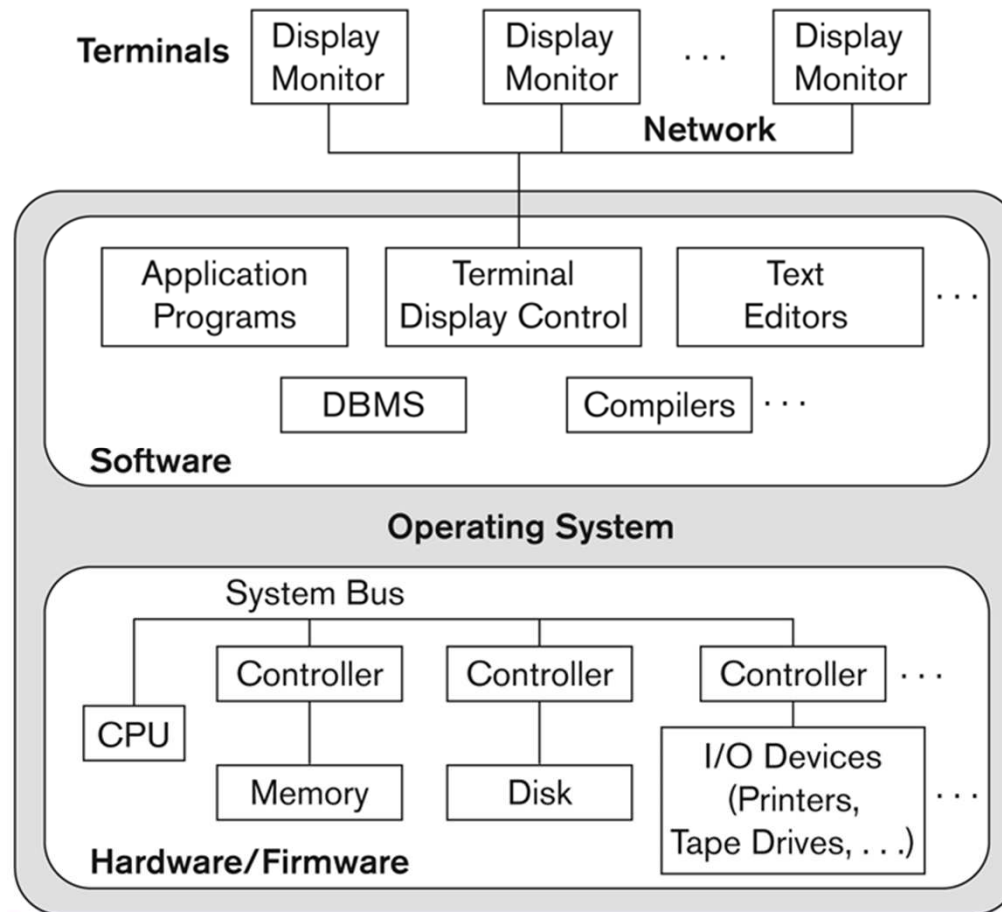 Terminals
Display
Monitor
Display
Monitor
. . .
Display
Monitor
Network
Application
Programs
Terminal
Display Control
Text
Editors
. . .
DBMS
Compilers
. . .
Software
Operating System
System Bus
Controller
Controller
Controller
. . .
CPU
Memory
Disk
I/O Devices
(Printers,
Tape Drives, . . .)
. . .
Hardware/Firmware